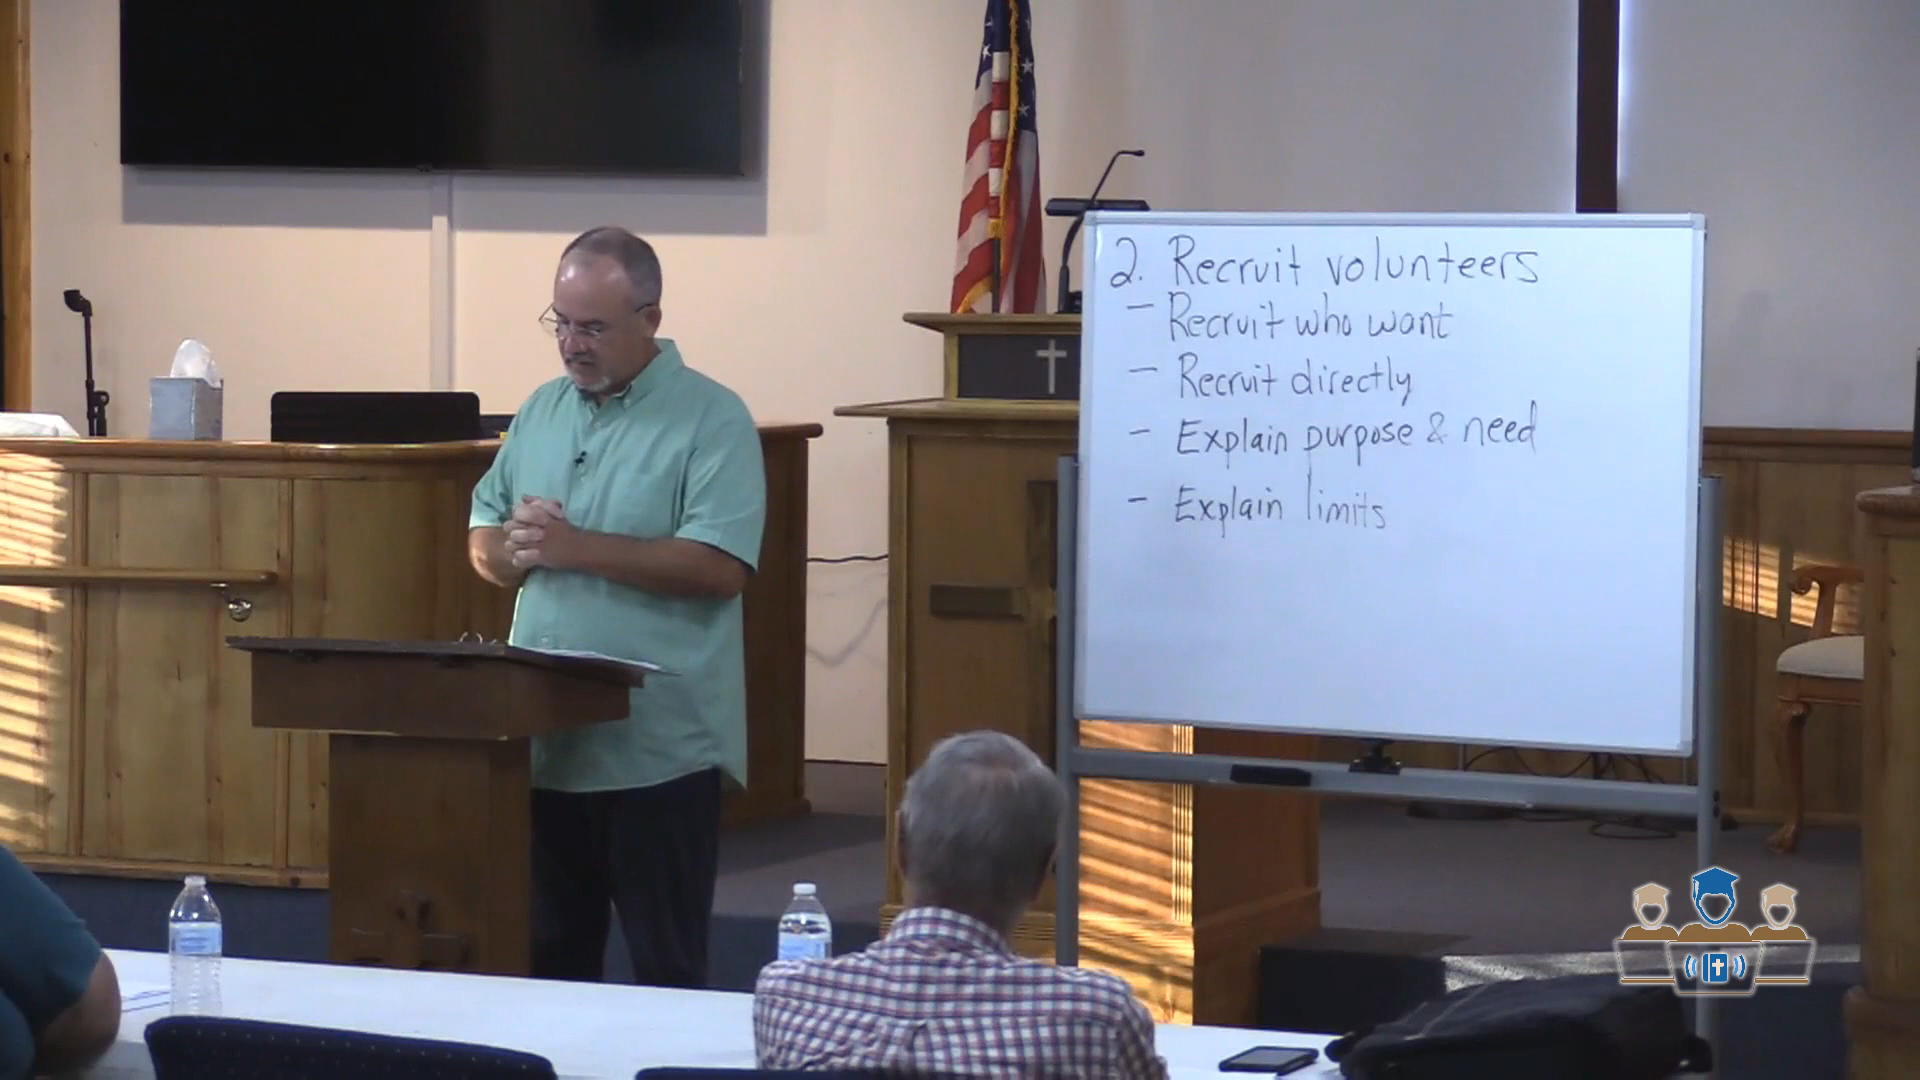 2. Recruit volunteers
- Recruit who want
- Recruit directly
- Explain purpose & need
- Explain limits